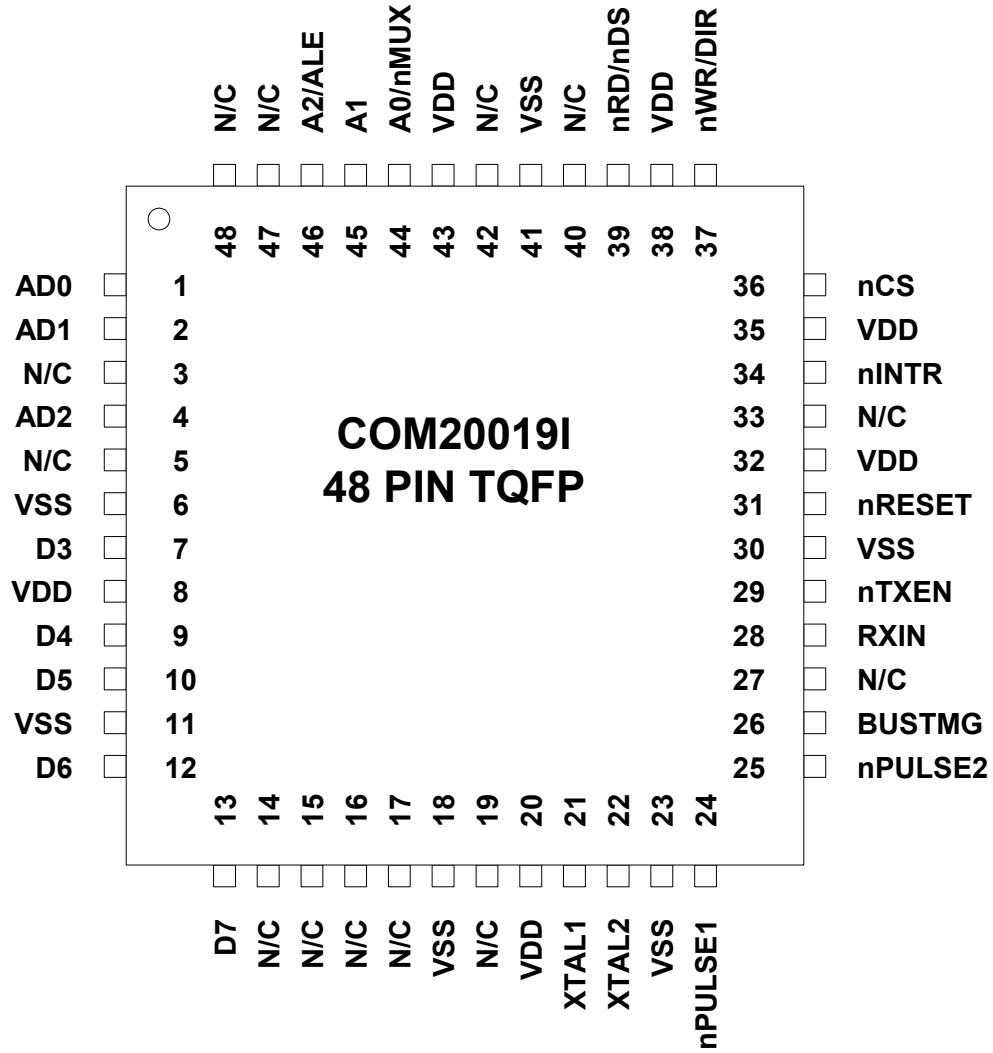 N/C
N/C
A2/ALE
A1
A0/nMUX
VDD
N/C
VSS
N/C
nRD/nDS
VDD
nWR/DIR
48
47
46
45
44
43
42
41
40
39
38
37
AD0 1
AD1 2
N/C 3
AD2 4
N/C 5
VSS 6
D3 7
VDD 8
D4 9
D5 10
VSS 11
D6 12
COM20019I
48 PIN TQFP
36 nCS
35 VDD
34 nINTR
33 N/C
32 VDD
31 nRESET
30 VSS
29 nTXEN
28 RXIN
27 N/C
26 BUSTMG
25 nPULSE2
13
14
15
16
17
18
19
20
21
22
23
24
D7
N/C
N/C
N/C
N/C
VSS
N/C
VDD
XTAL1
XTAL2
VSS
nPULSE1